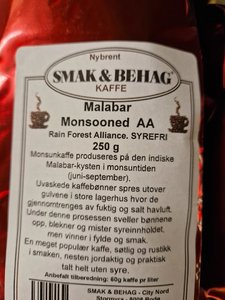 Nybrent
SMAK & BEHAG
KAFFE
Malabar
Monsooned AA
Rain Forest Alliance. SYREFRI
250 g
Monsunkaffe produseres på den indiske
Malabar-kysten i monsuntiden
(juni-september).
Uvaskede kaffebønner spres utover
gulvene i store lagerhus hvor de
gjennomtrenges av fuktig og salt havluft.
Under denne prosessen sveller bønnene
opp, blekner og mister syreinnholdet,
men vinner i fylde og smak.
En meget populær kaffe, søtlig og rustikk
i smaken, nesten jordaktig og praktisk
talt helt uten syre.
Anbefalt tilberedning: 60g kaffe pr liter
SMAK & BEHAG - City Nord
Stormyra - 8008 Bodø